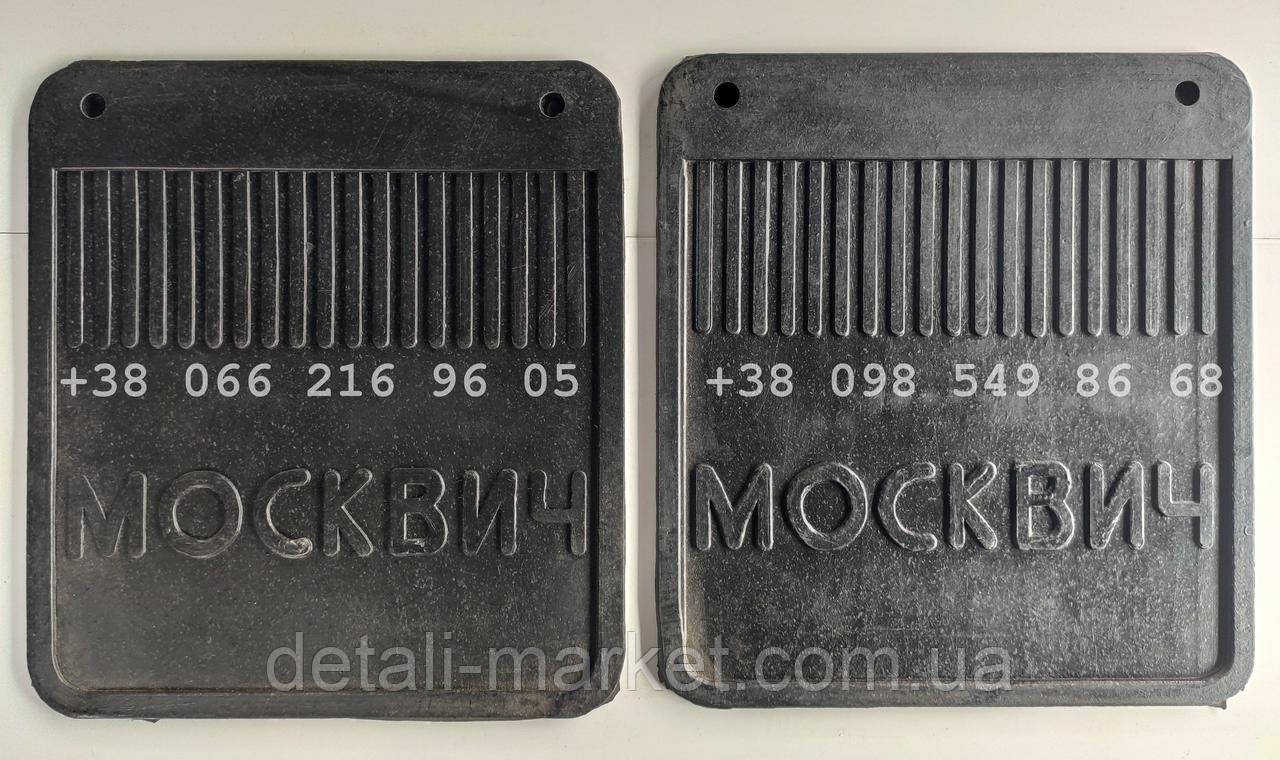 +38 066 216 96 05
+38 098 549 86 68
МОСКВИЧ
МОСКВИЧ
detali-market.com.ua